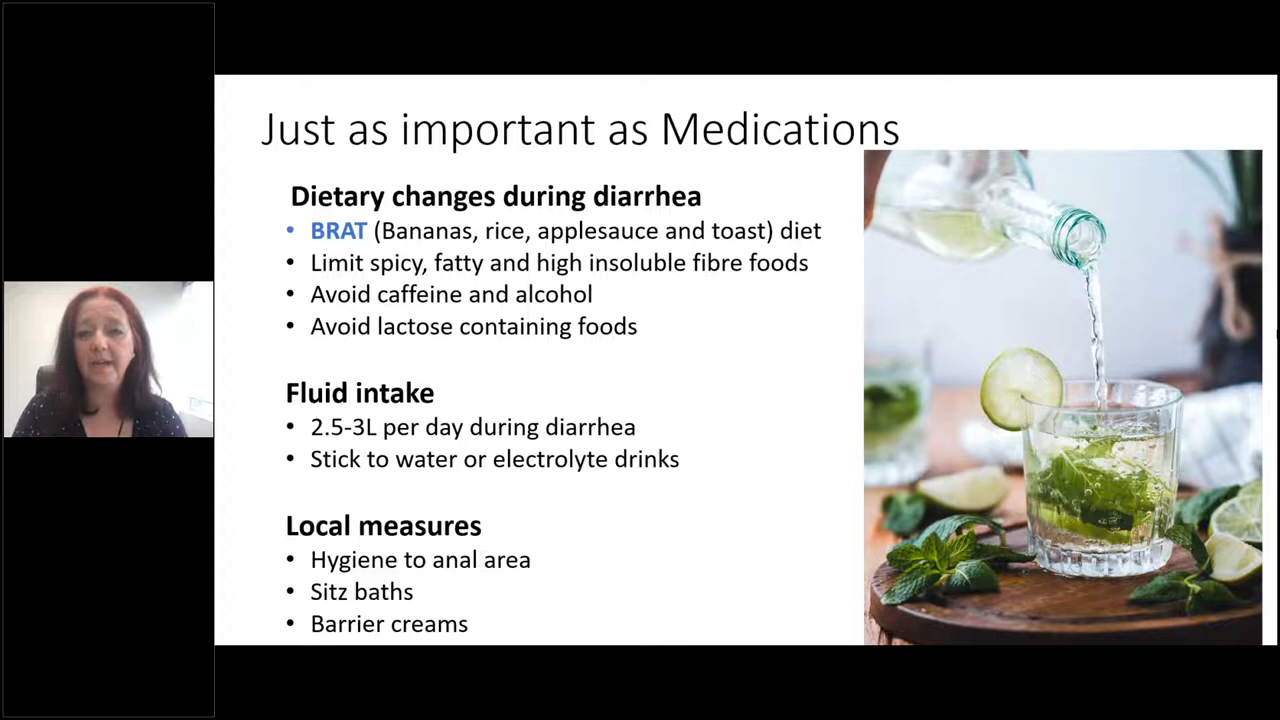 Just as important as Medications
Dietary changes during diarrhea
• BRAT (Bananas, rice, applesauce and toast) diet
• Limit spicy, fatty and high insoluble fibre foods
• Avoid caffeine and alcohol
• Avoid lactose containing foods
Fluid intake
• 2.5-3L per day during diarrhea
• Stick to water or electrolyte drinks
Local measures
• Hygiene to anal area
• Sitz baths
• Barrier creams